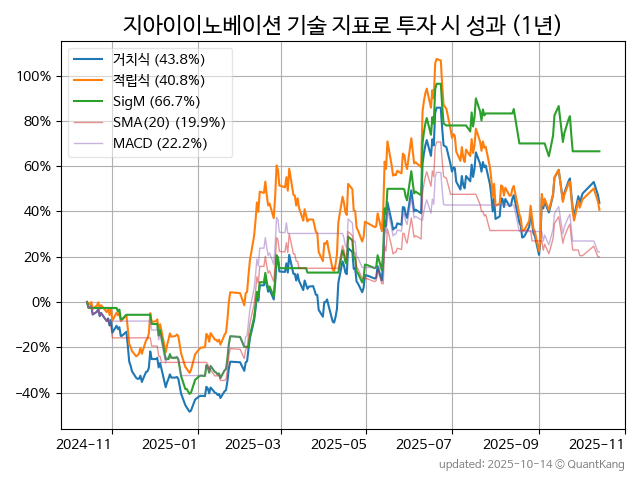 지아이이노베이션 기술 지표로 투자 시 성과 (1년)
거치식 (43.8%)
적립식 (40.8%)
SigM (66.7%)
SMA(20) (19.9%)
MACD (22.2%)
100%
80%
60%
40%
20%
0%
−20%
−40%
2024-11 2025-01 2025-03 2025-05 2025-07 2025-09 2025-11
updated: 2025-10-14 © QuantKang